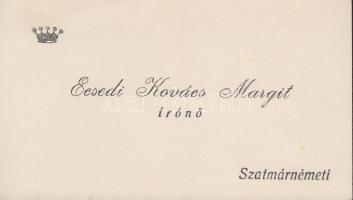 Ecsedi Kovács Margit
írónő
Szatmárnémeti